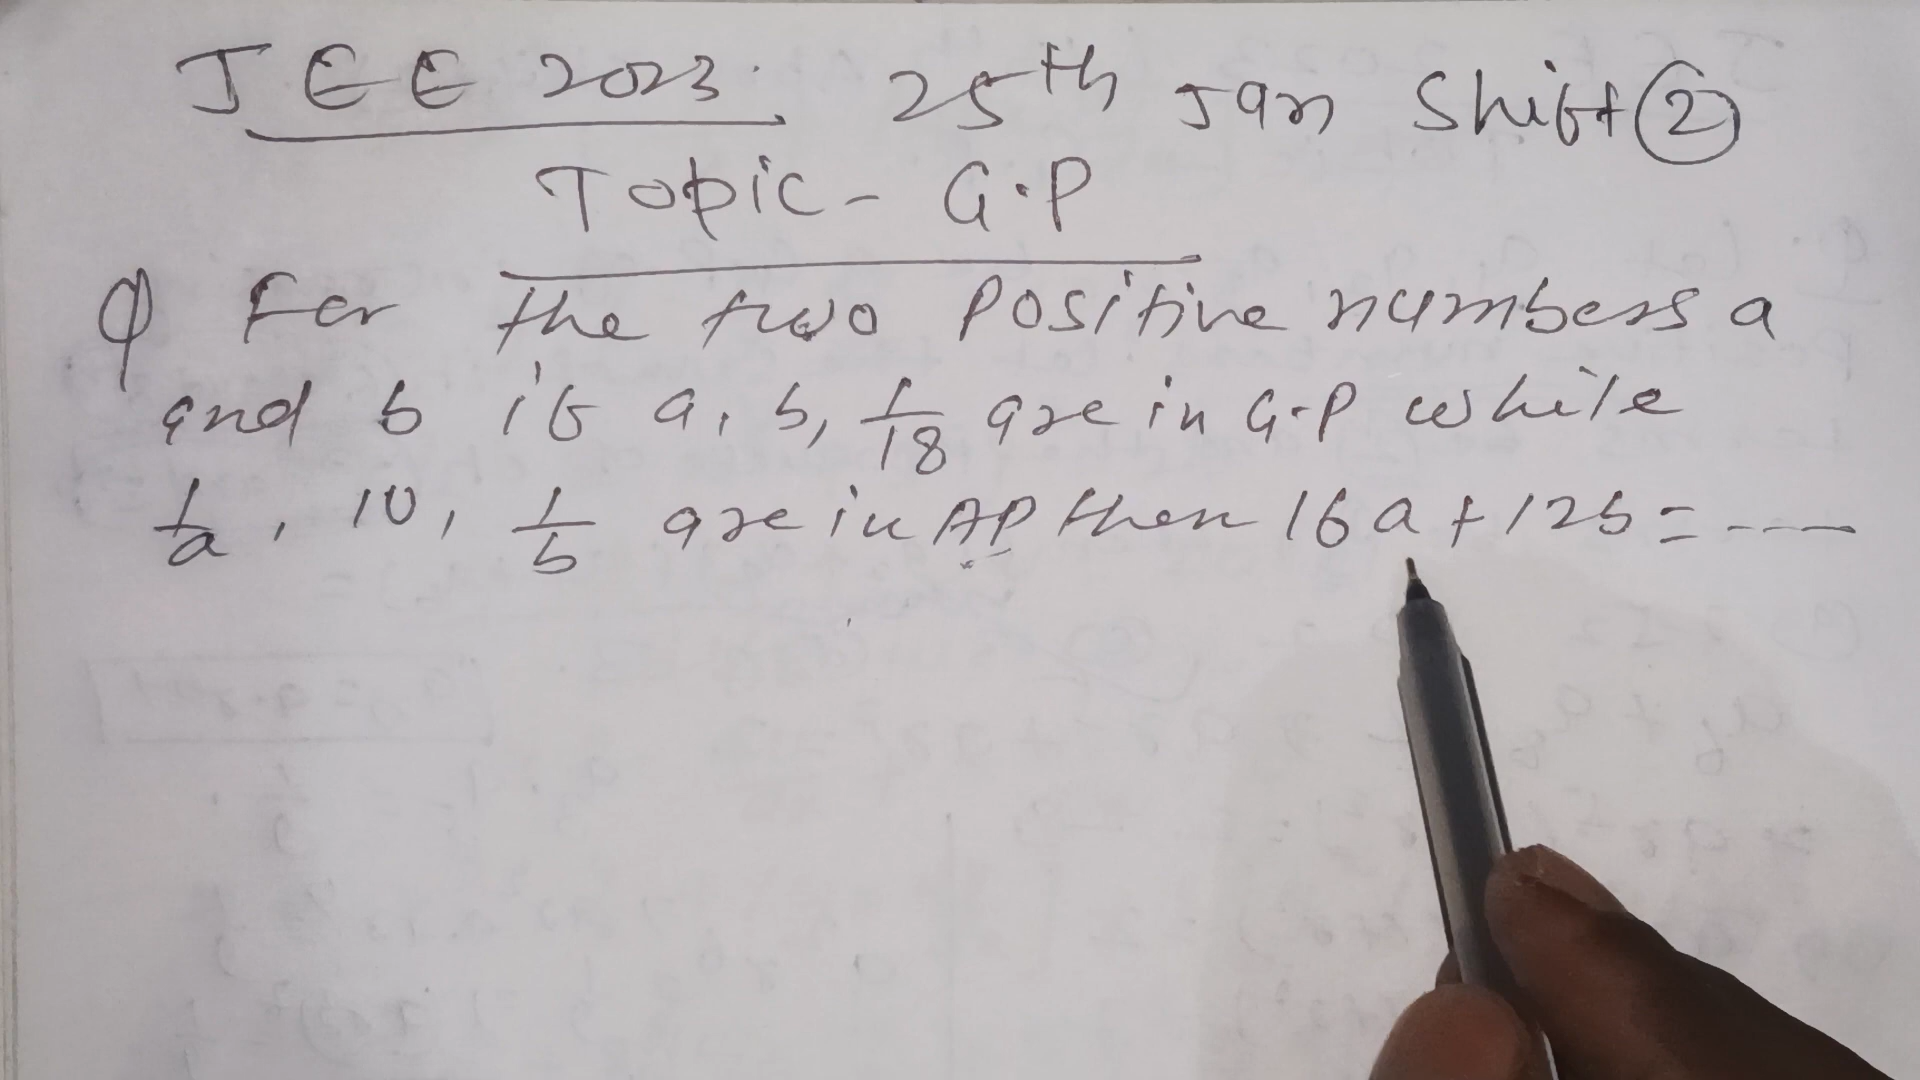 JEE 2023. 25th Jan Shift ②
Topic - G.P
Q For the two Positive numbers a
and b if a, b, 1/18 are in G.P while
1/a, 10, 1/b are in AP then 16a + 12b = ----